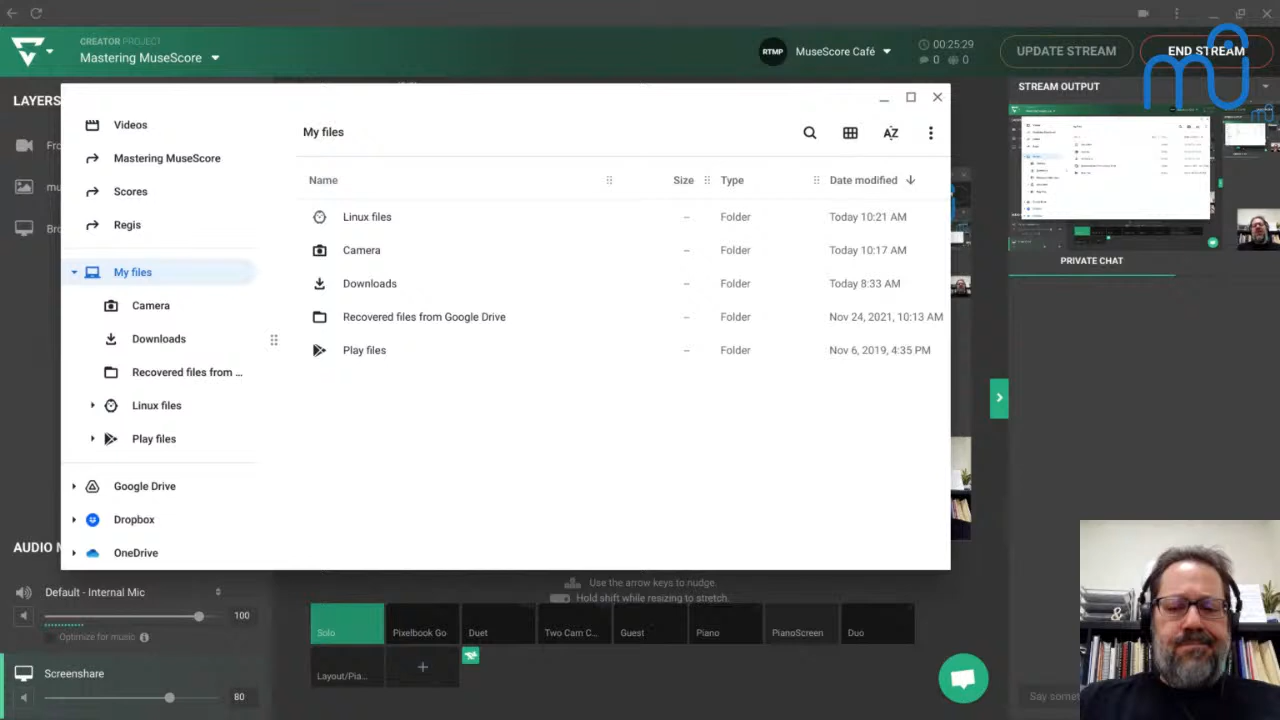 CREATOR PROJECT
Mastering MuseScore
RTMP
MuseScore Café
00:25:29
0
0
UPDATE STREAM
END STREAM
LAYERS
STREAM OUTPUT
Videos
Mastering MuseScore
Scores
Regis
My files
Camera
Downloads
Recovered files from ...
Linux files
Play files
Google Drive
Dropbox
OneDrive
My files
AZ
Name
Size
Type
Date modified
Linux files
--
Folder
Today 10:21 AM
Camera
--
Folder
Today 10:17 AM
Downloads
--
Folder
Today 8:33 AM
Recovered files from Google Drive
--
Folder
Nov 24, 2021, 10:13 AM
Play files
--
Folder
Nov 6, 2019, 4:35 PM
PRIVATE CHAT
AUDIO
Default - Internal Mic
100
Optimize for music
Screenshare
80
Use the arrow keys to nudge.
Hold shift while resizing to stretch.
Solo
Pixelbook Go
Duet
Two Cam C...
Guest
Piano
PianoScreen
Duo
Layout/Pia...
+
&